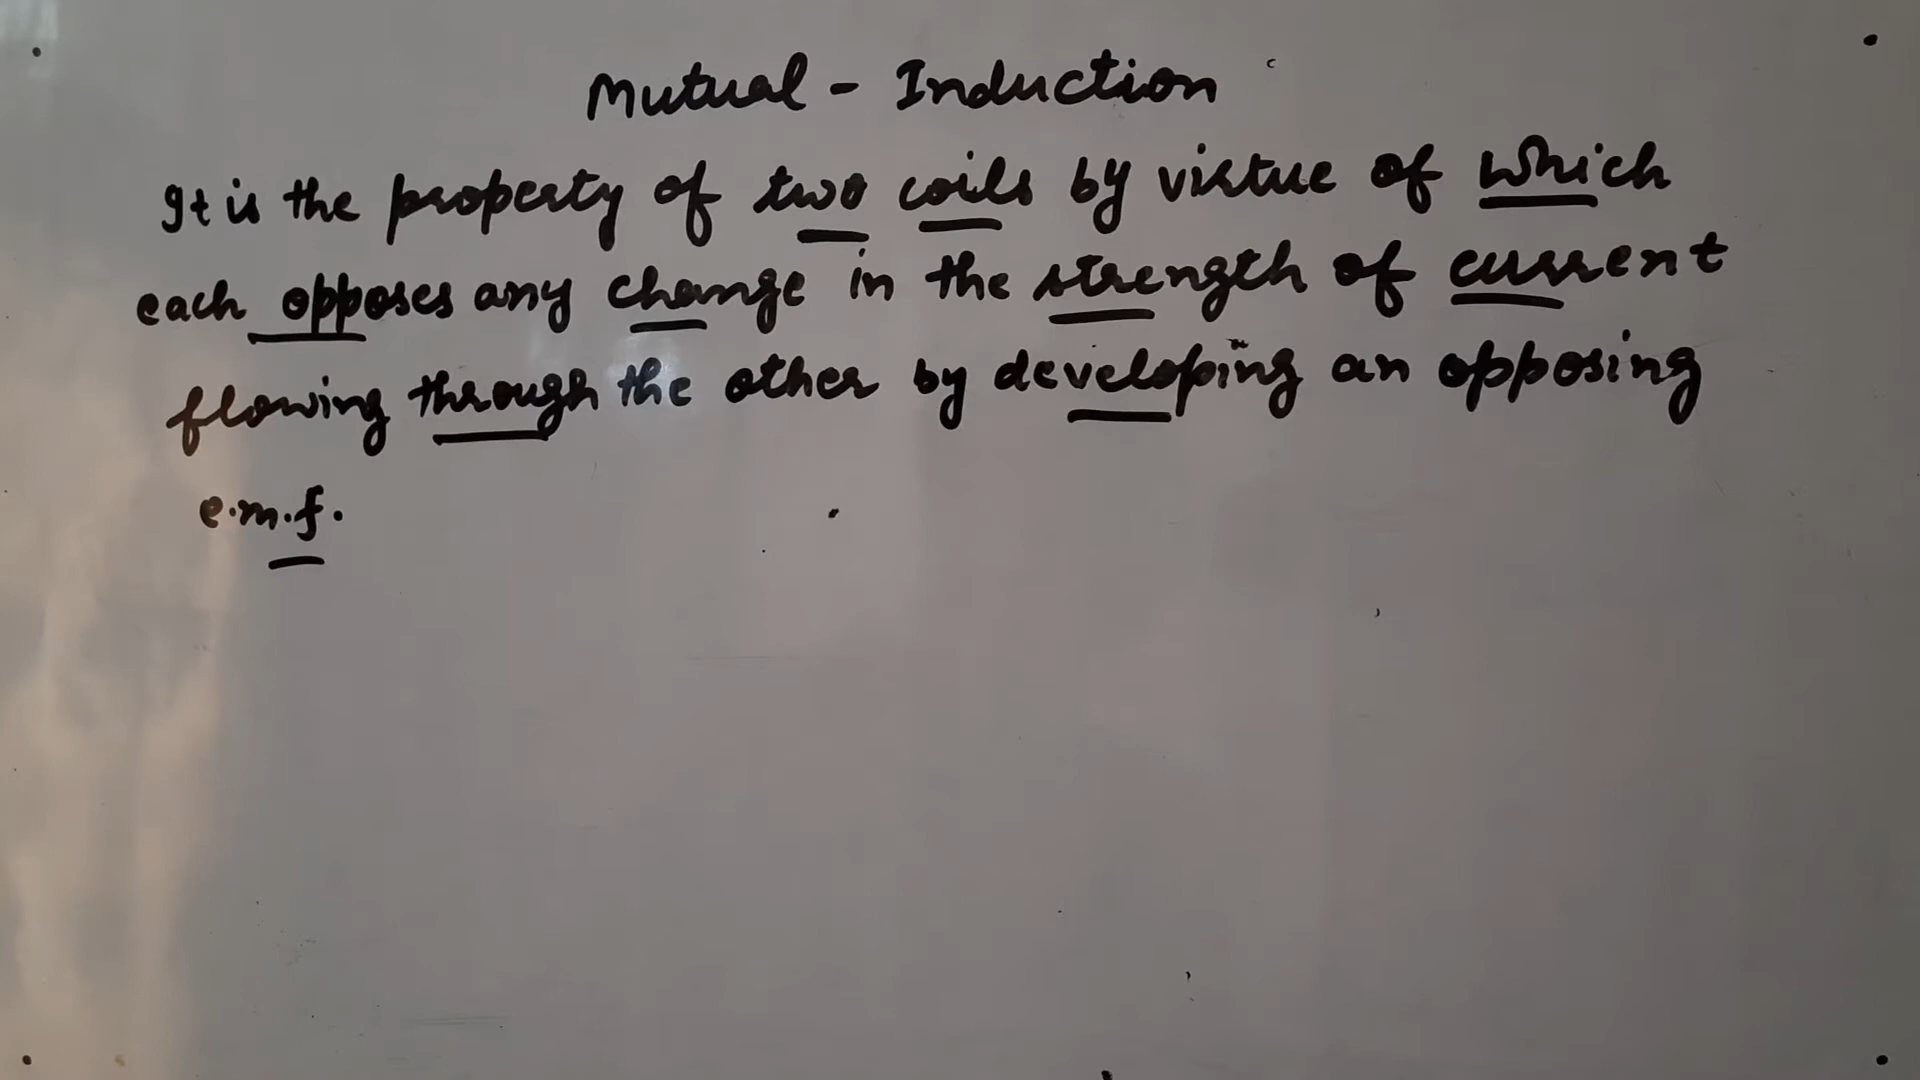 Mutual - Induction
It is the property of two coils by virtue of which
each opposes any change in the strength of current
flowing through the other by developing an opposing
e.m.f.